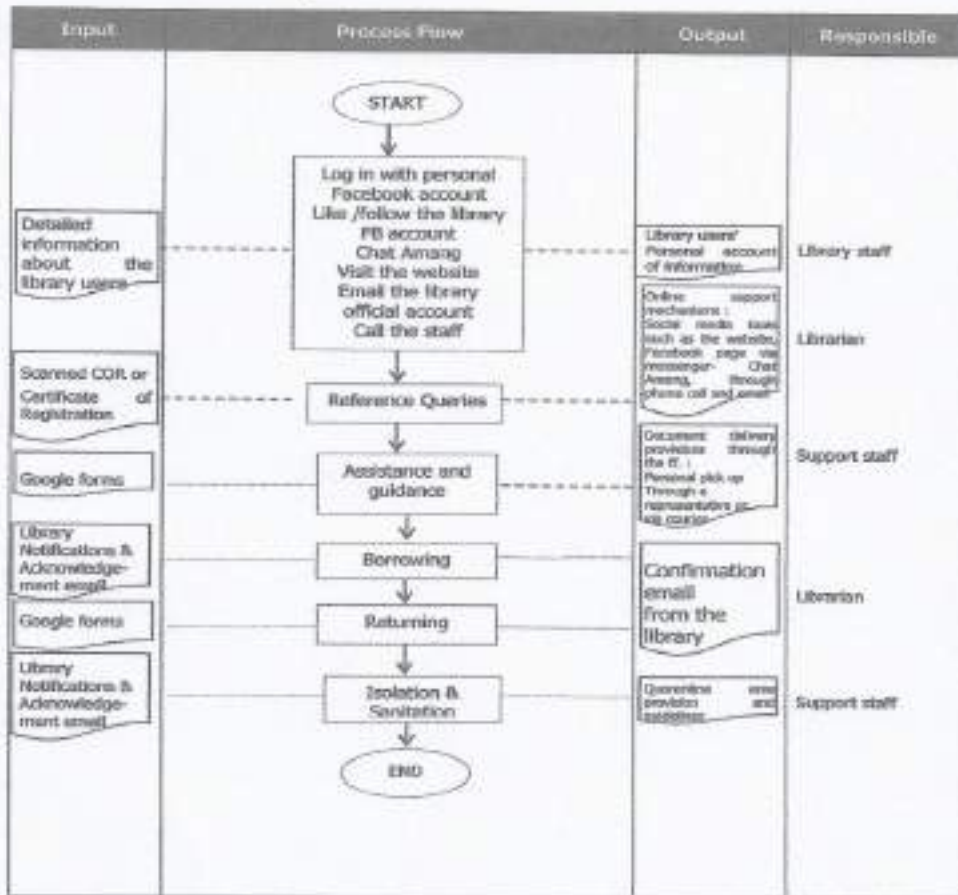 Input
Process Flow
Output
Responsible
START
Log in with personal
Facebook account
Like /follow the library
FB account
Chat Amang
Visit the website
Email the library
official account
Call the staff
Detailed
information
about the
library users
Library users'
Personal account
of information
Library staff
Online support
mechanisms :
Social media tools
such as the website,
Facebook page via
messenger- Chat
Amang, through
phone call and email
Librarian
Scanned COR or
Certificate of
Registration
Reference Queries
Google forms
Assistance and
guidance
Document delivery
provision through
the ff. :
Personal pick up
Through a
representative or
via courier
Support staff
Library
Notifications &
Acknowledge-
ment email
Borrowing
Confirmation
email
from the
library
Librarian
Google forms
Returning
Library
Notifications &
Acknowledge-
ment email
Isolation &
Sanitation
Quarantine area
provision and
guidelines
Support staff
END